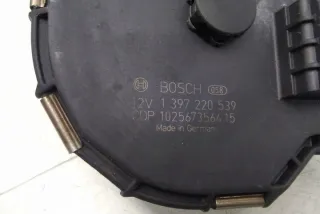 BOSCH
12V 1 397 220 539
CDP 102567356415
Made in Germany